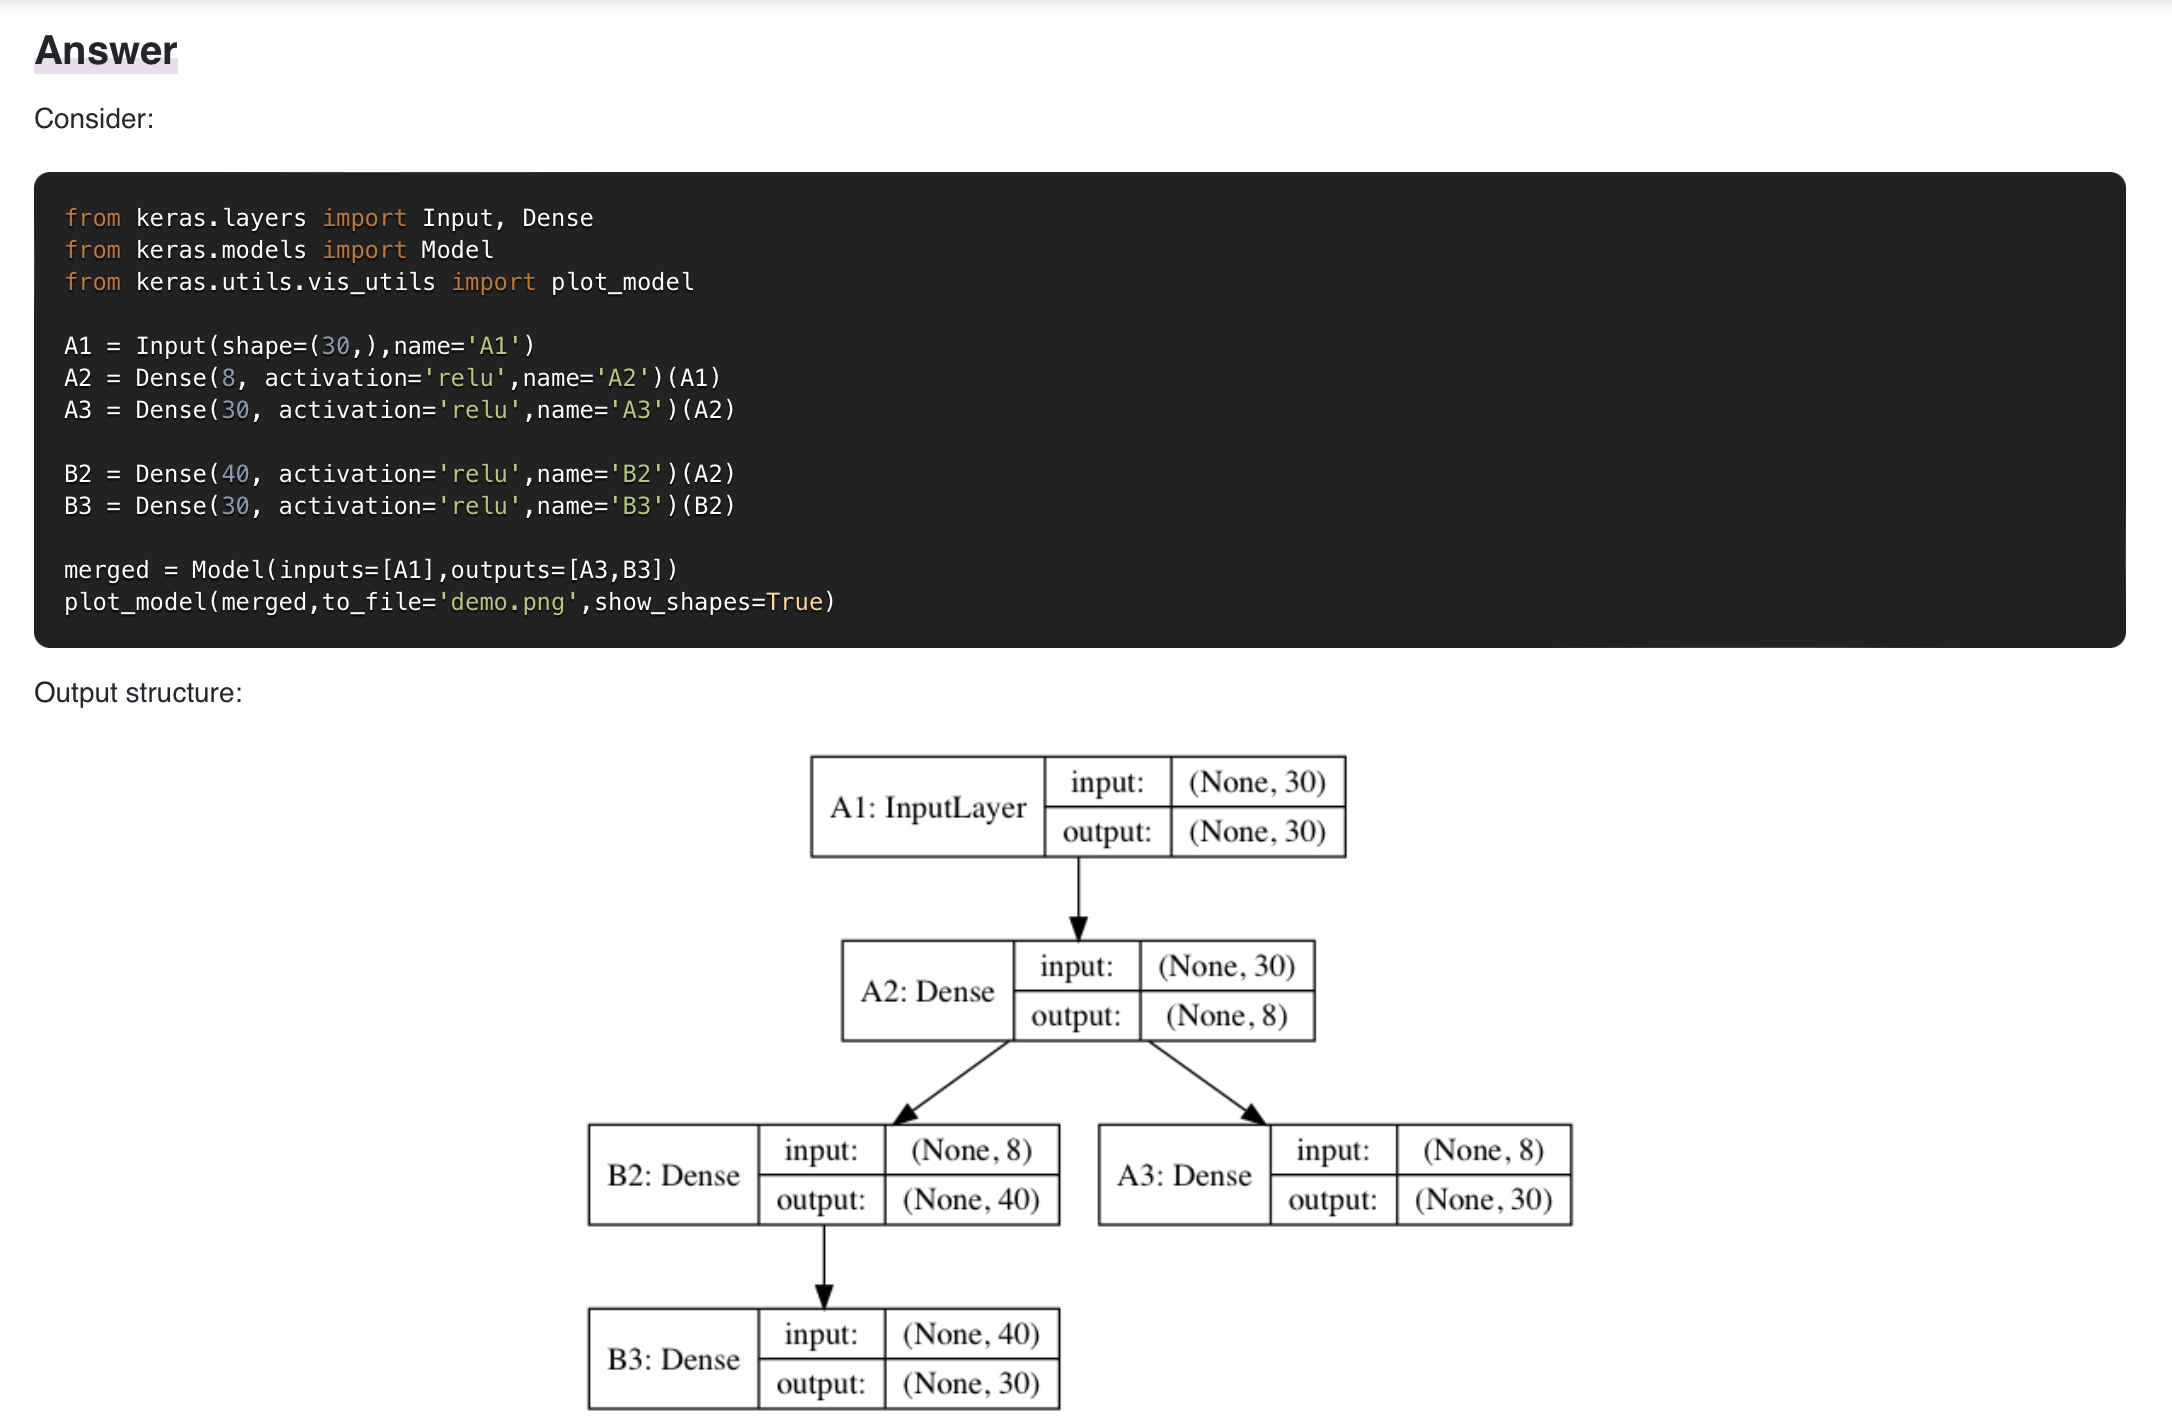 Answer
Consider:
from keras.layers import Input, Dense
from keras.models import Model
from keras.utils.vis_utils import plot_model
A1 = Input(shape=(30,),name='A1')
A2 = Dense(8, activation='relu',name='A2')(A1)
A3 = Dense(30, activation='relu',name='A3')(A2)
B2 = Dense(40, activation='relu',name='B2')(A2)
B3 = Dense(30, activation='relu',name='B3')(B2)
merged = Model(inputs=[A1],outputs=[A3,B3])
plot_model(merged,to_file='demo.png',show_shapes=True)
Output structure:
A1: InputLayer
input: (None, 30)
output: (None, 30)
A2: Dense
input: (None, 30)
output: (None, 8)
B2: Dense
input: (None, 8)
output: (None, 40)
A3: Dense
input: (None, 8)
output: (None, 30)
B3: Dense
input: (None, 40)
output: (None, 30)